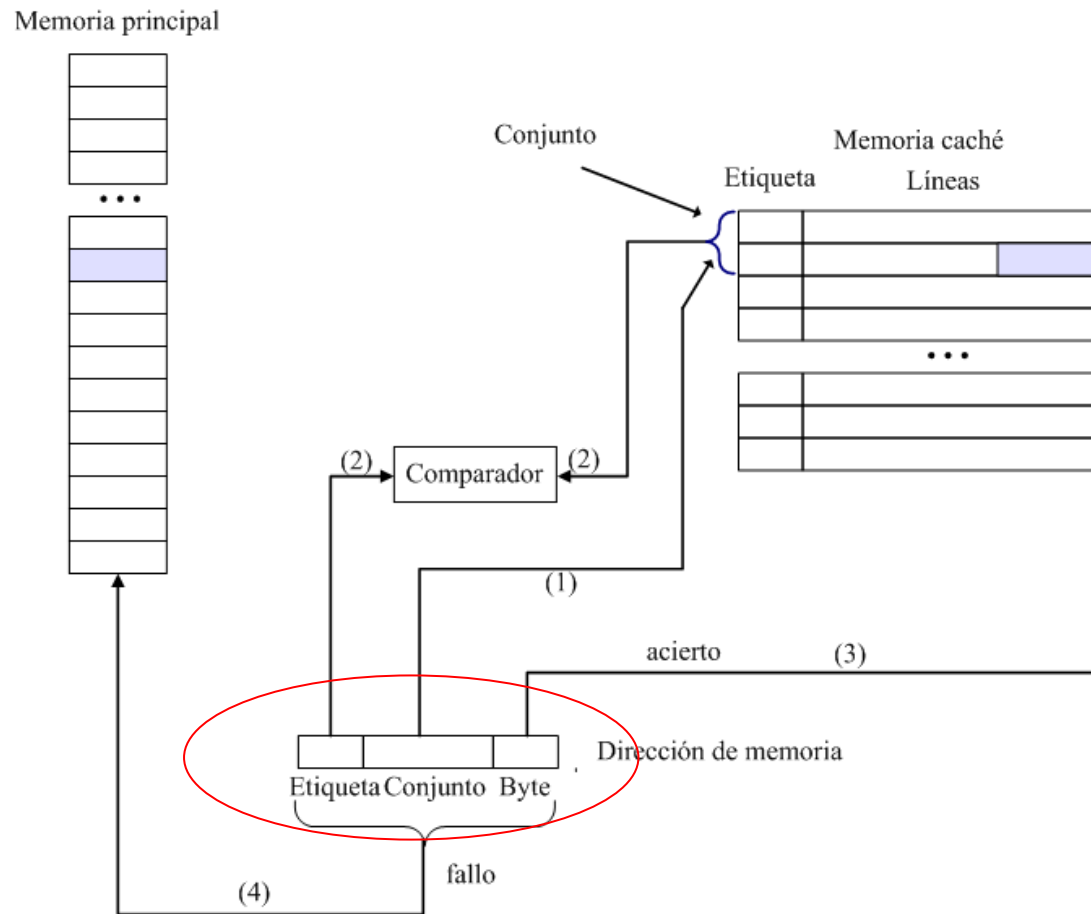 Memoria principal
Conjunto
Memoria caché
Etiqueta
Líneas
...
...
(2)
Comparador
(2)
(1)
acierto
(3)
Dirección de memoria
Etiqueta
Conjunto
Byte
fallo
(4)